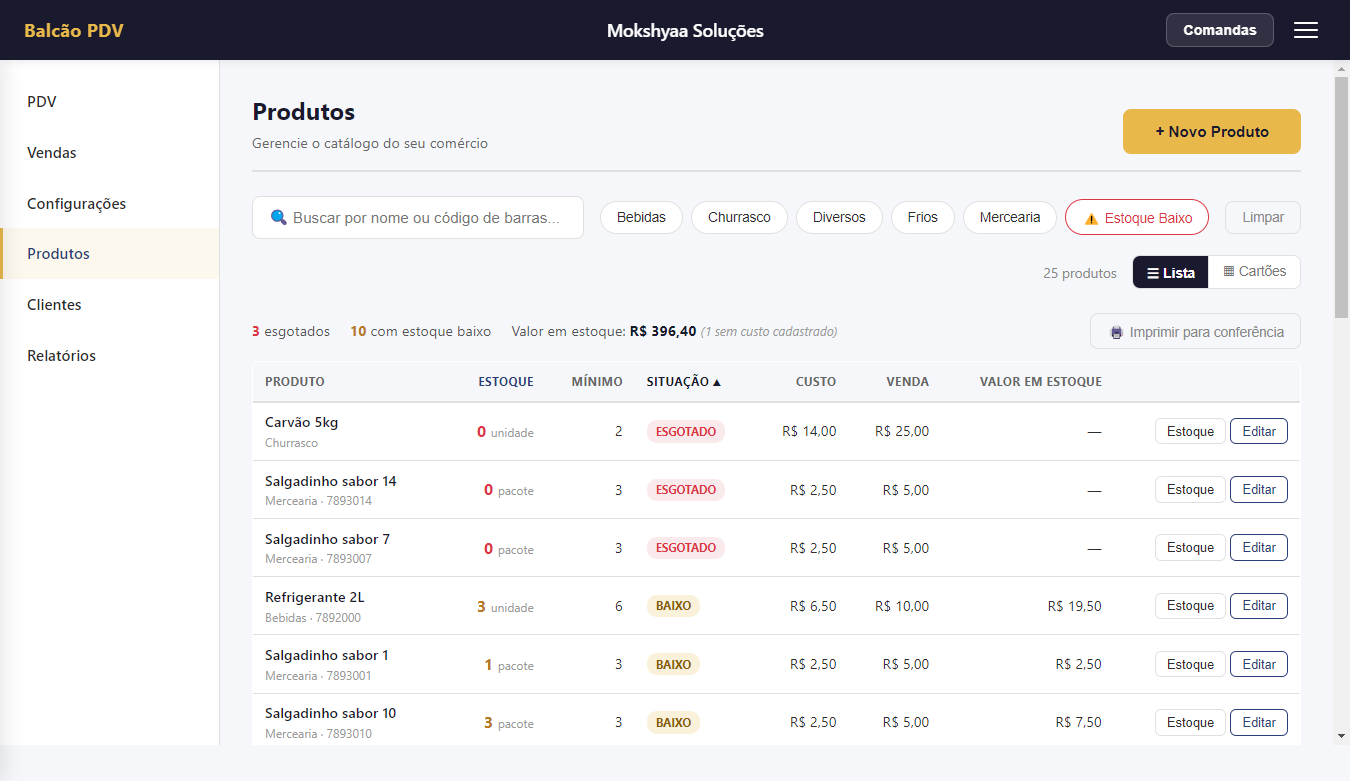 Balcão PDV
Mokshyaa Soluções
Comandas
PDV
Vendas
Configurações
Produtos
Clientes
Relatórios
Produtos
Gerencie o catálogo do seu comércio
+ Novo Produto
Buscar por nome ou código de barras...
Bebidas
Churrasco
Diversos
Frios
Mercearia
Estoque Baixo
Limpar
25 produtos
Lista
Cartões
3 esgotados 10 com estoque baixo Valor em estoque: R$ 396,40 (1 sem custo cadastrado)
Imprimir para conferência
PRODUTO ESTOQUE MÍNIMO SITUAÇÃO ▲ CUSTO VENDA VALOR EM ESTOQUE
Carvão 5kg
Churrasco
0 unidade 2 ESGOTADO R$ 14,00 R$ 25,00 — Estoque Editar
Salgadinho sabor 14
Mercearia · 7893014
0 pacote 3 ESGOTADO R$ 2,50 R$ 5,00 — Estoque Editar
Salgadinho sabor 7
Mercearia · 7893007
0 pacote 3 ESGOTADO R$ 2,50 R$ 5,00 — Estoque Editar
Refrigerante 2L
Bebidas · 7892000
3 unidade 6 BAIXO R$ 6,50 R$ 10,00 R$ 19,50 Estoque Editar
Salgadinho sabor 1
Mercearia · 7893001
1 pacote 3 BAIXO R$ 2,50 R$ 5,00 R$ 2,50 Estoque Editar
Salgadinho sabor 10
Mercearia · 7893010
3 pacote 3 BAIXO R$ 2,50 R$ 5,00 R$ 7,50 Estoque Editar